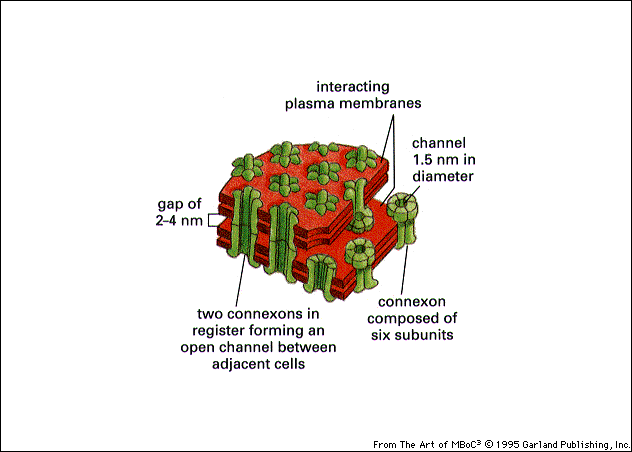 interacting
plasma membranes
channel
1.5 nm in
diameter
gap of
2–4 nm
two connexons in
register forming an
open channel between
adjacent cells
connexon
composed of
six subunits
From The Art of MBoC³ © 1995 Garland Publishing, Inc.